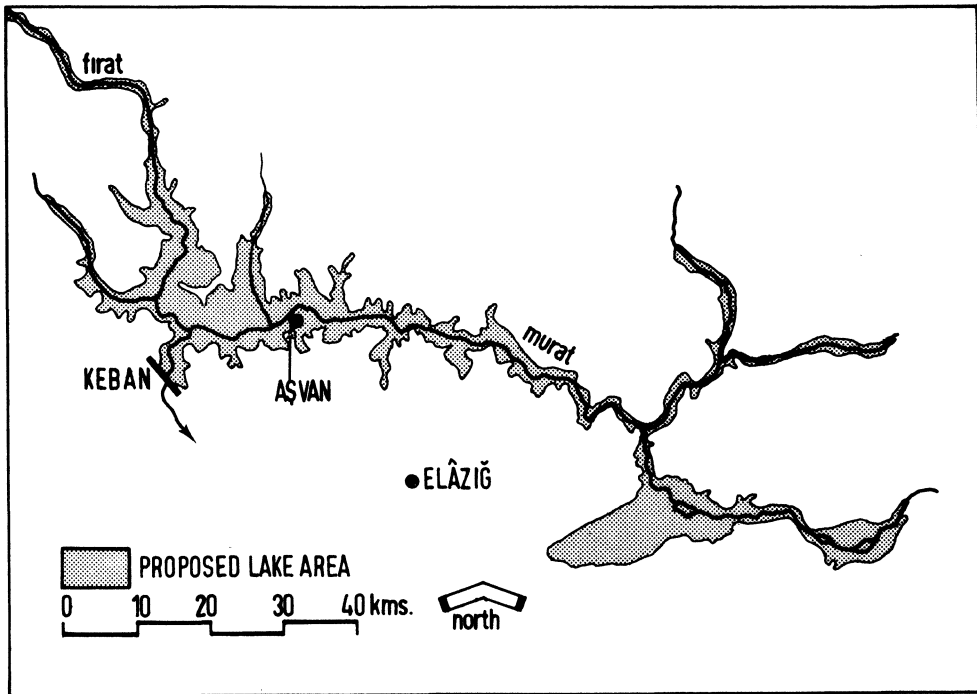 fırat
murat
KEBAN
AŞVAN
ELÂZIĞ
PROPOSED LAKE AREA
0 10 20 30 40 kms.
north